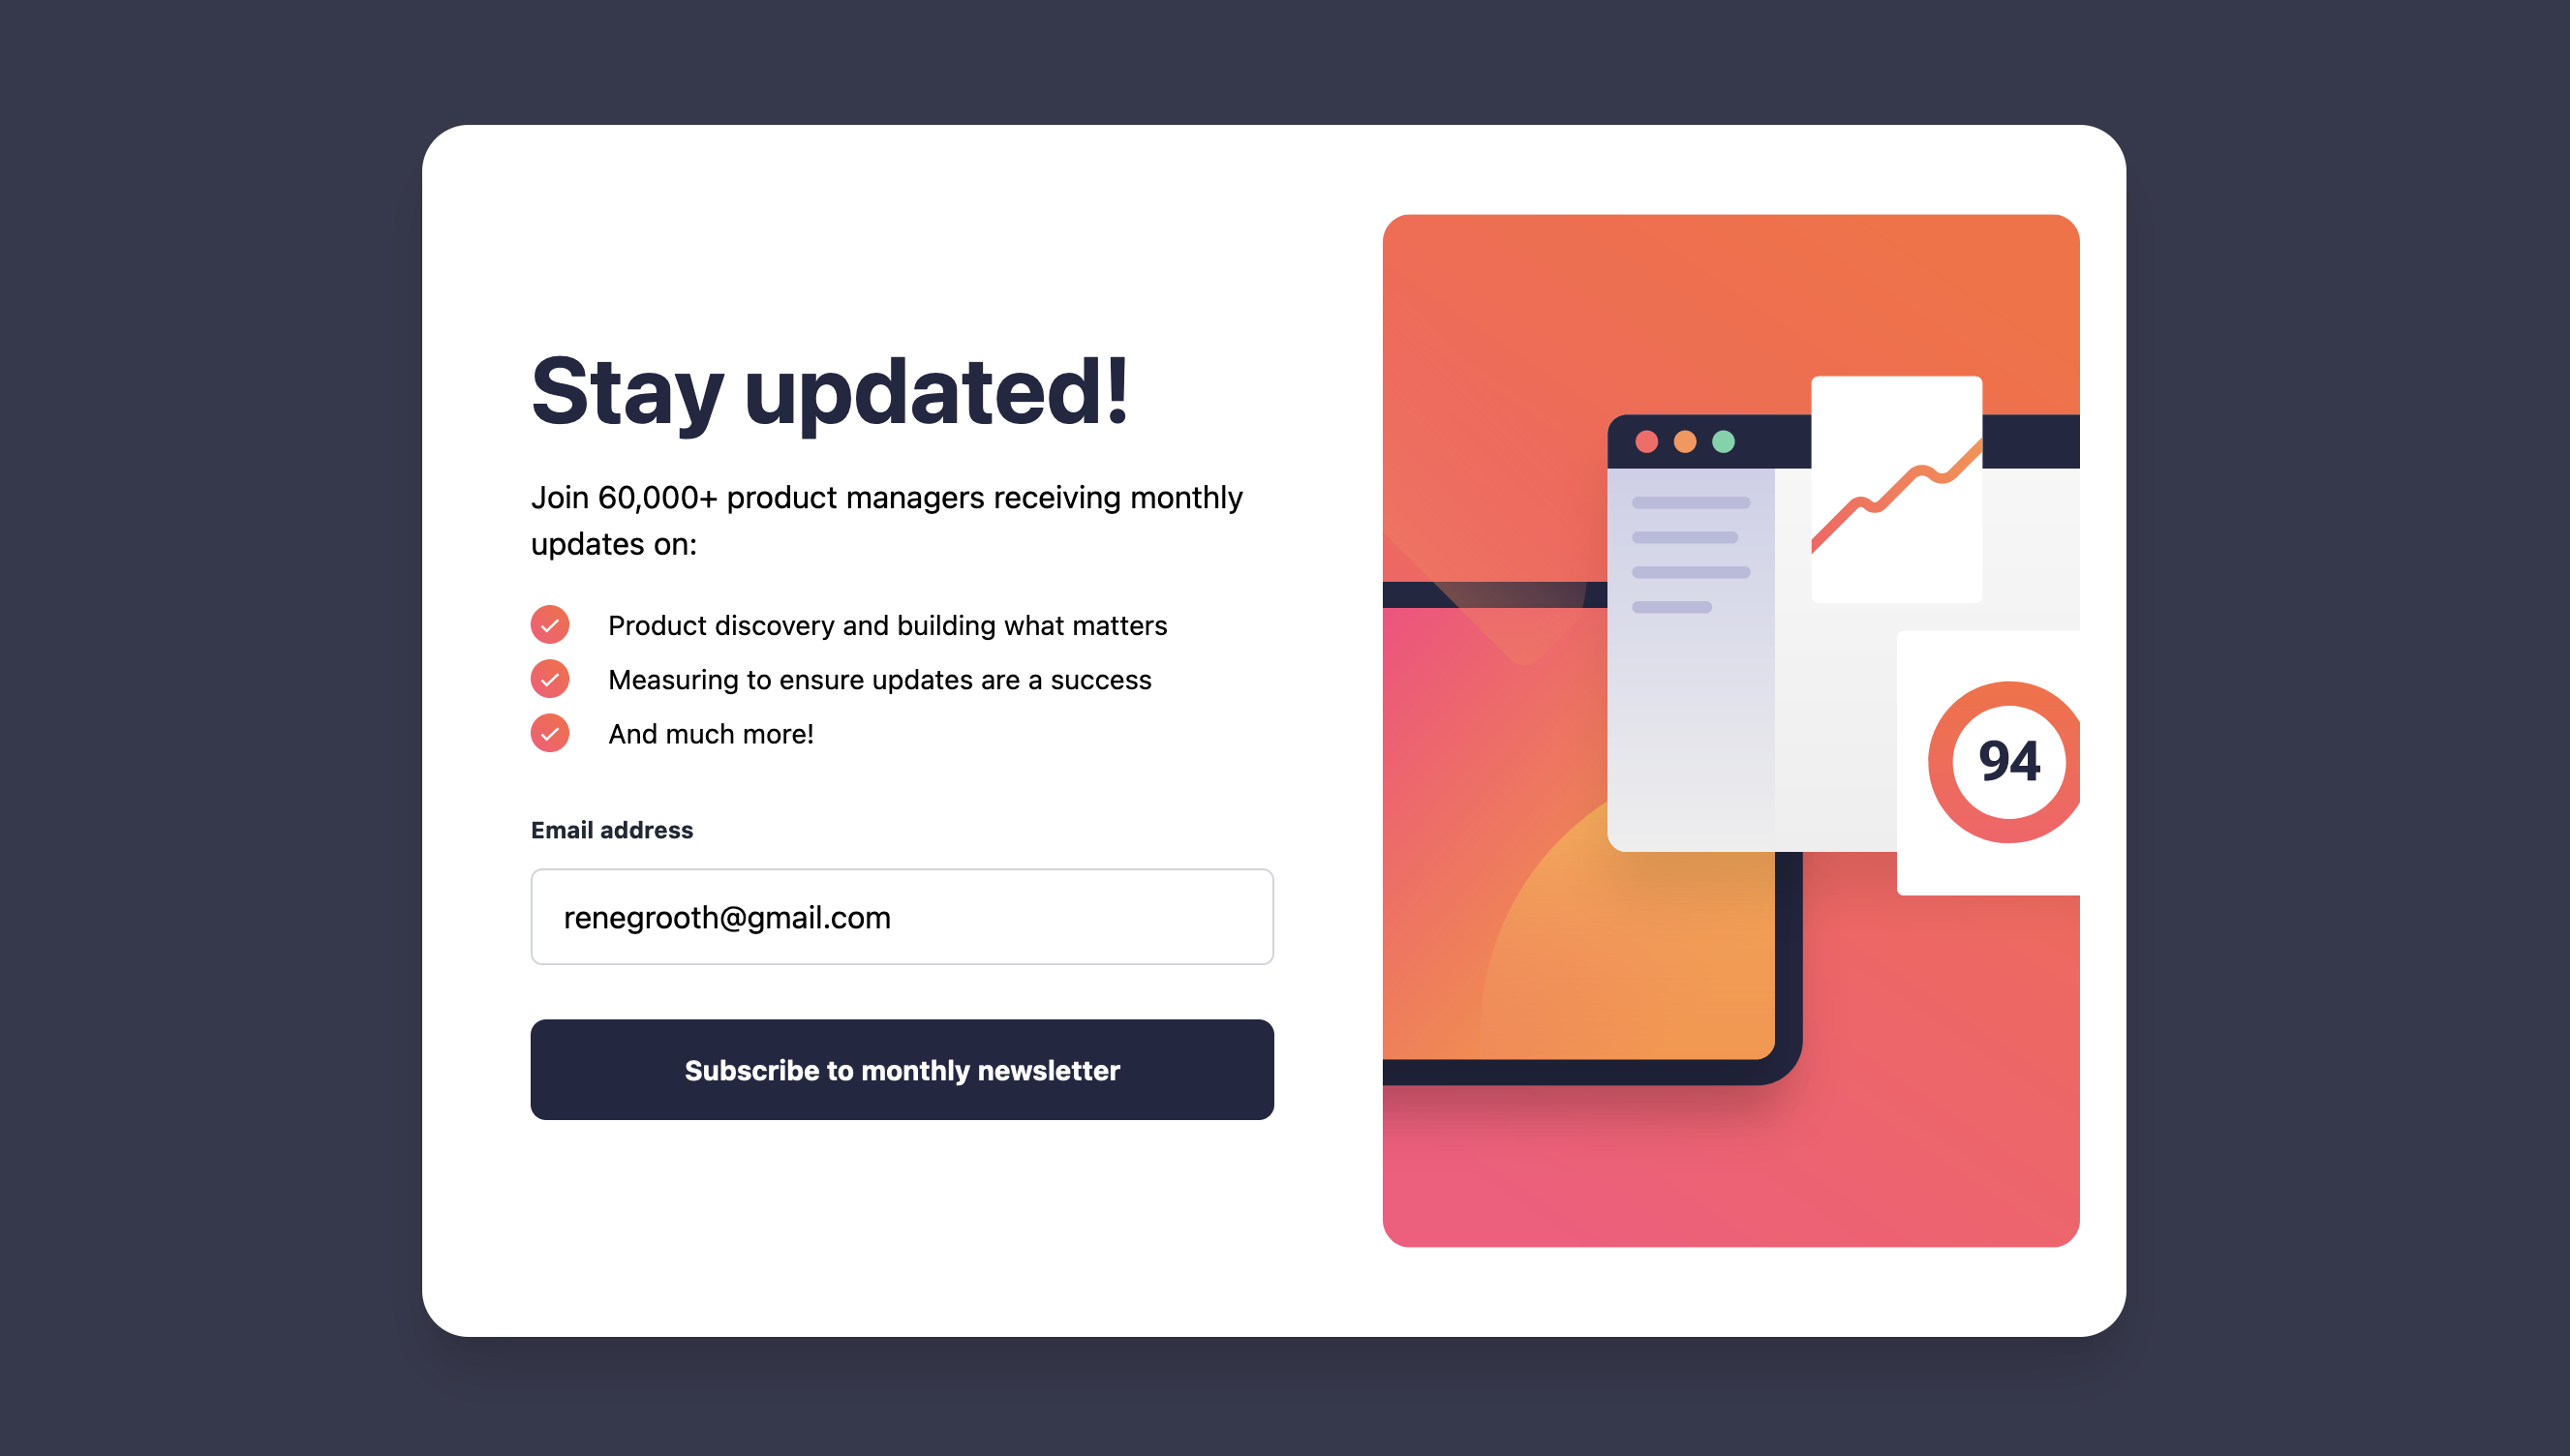 Stay updated!
Join 60,000+ product managers receiving monthly
updates on:
Product discovery and building what matters
Measuring to ensure updates are a success
And much more!
Email address
renegrooth@gmail.com
Subscribe to monthly newsletter
94